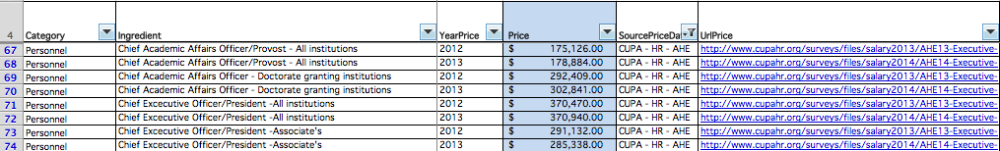 4 Category Ingredient YearPrice Price SourcePriceDat UrlPrice
67 Personnel Chief Academic Affairs Officer/Provost - All institutions 2012 $ 175,126.00 CUPA - HR - AHE http://www.cupahr.org/surveys/files/salary2013/AHE13-Executive-
68 Personnel Chief Academic Affairs Officer/Provost - All institutions 2013 $ 178,884.00 CUPA - HR - AHE http://www.cupahr.org/surveys/files/salary2014/AHE14-Executive-
69 Personnel Chief Academic Affairs Officer - Doctorate granting institutions 2012 $ 292,409.00 CUPA - HR - AHE http://www.cupahr.org/surveys/files/salary2013/AHE13-Executive-
70 Personnel Chief Academic Affairs Officer - Doctorate granting institutions 2013 $ 302,841.00 CUPA - HR - AHE http://www.cupahr.org/surveys/files/salary2014/AHE14-Executive-
71 Personnel Chief Excecutive Officer/President -All institutions 2012 $ 370,470.00 CUPA - HR - AHE http://www.cupahr.org/surveys/files/salary2013/AHE13-Executive-
72 Personnel Chief Excecutive Officer/President -All institutions 2013 $ 370,940.00 CUPA - HR - AHE http://www.cupahr.org/surveys/files/salary2014/AHE14-Executive-
73 Personnel Chief Excecutive Officer/President -Associate's 2012 $ 291,132.00 CUPA - HR - AHE http://www.cupahr.org/surveys/files/salary2013/AHE13-Executive-
74 Personnel Chief Excecutive Officer/President -Associate's 2013 $ 285,338.00 CUPA - HR - AHE http://www.cupahr.org/surveys/files/salary2014/AHE14-Executive-